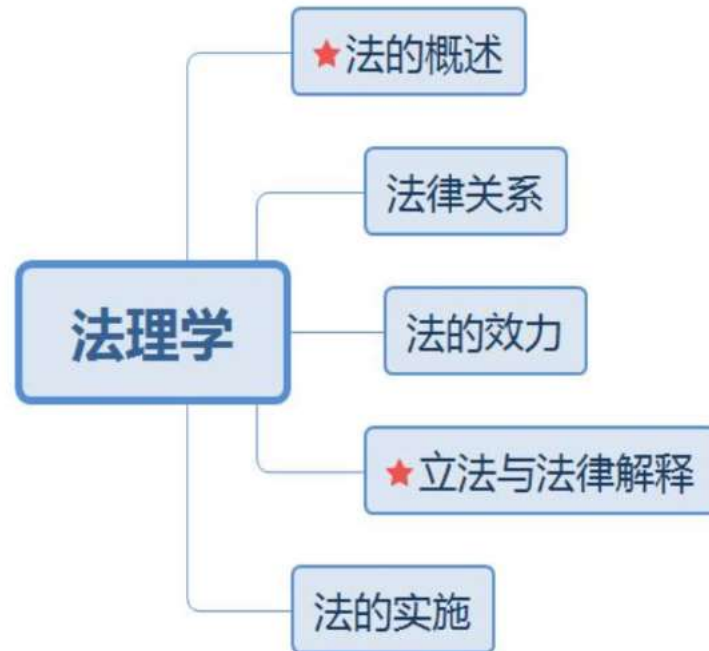 法的概述
法律关系
法理学
法的效力
立法与法律解释
法的实施